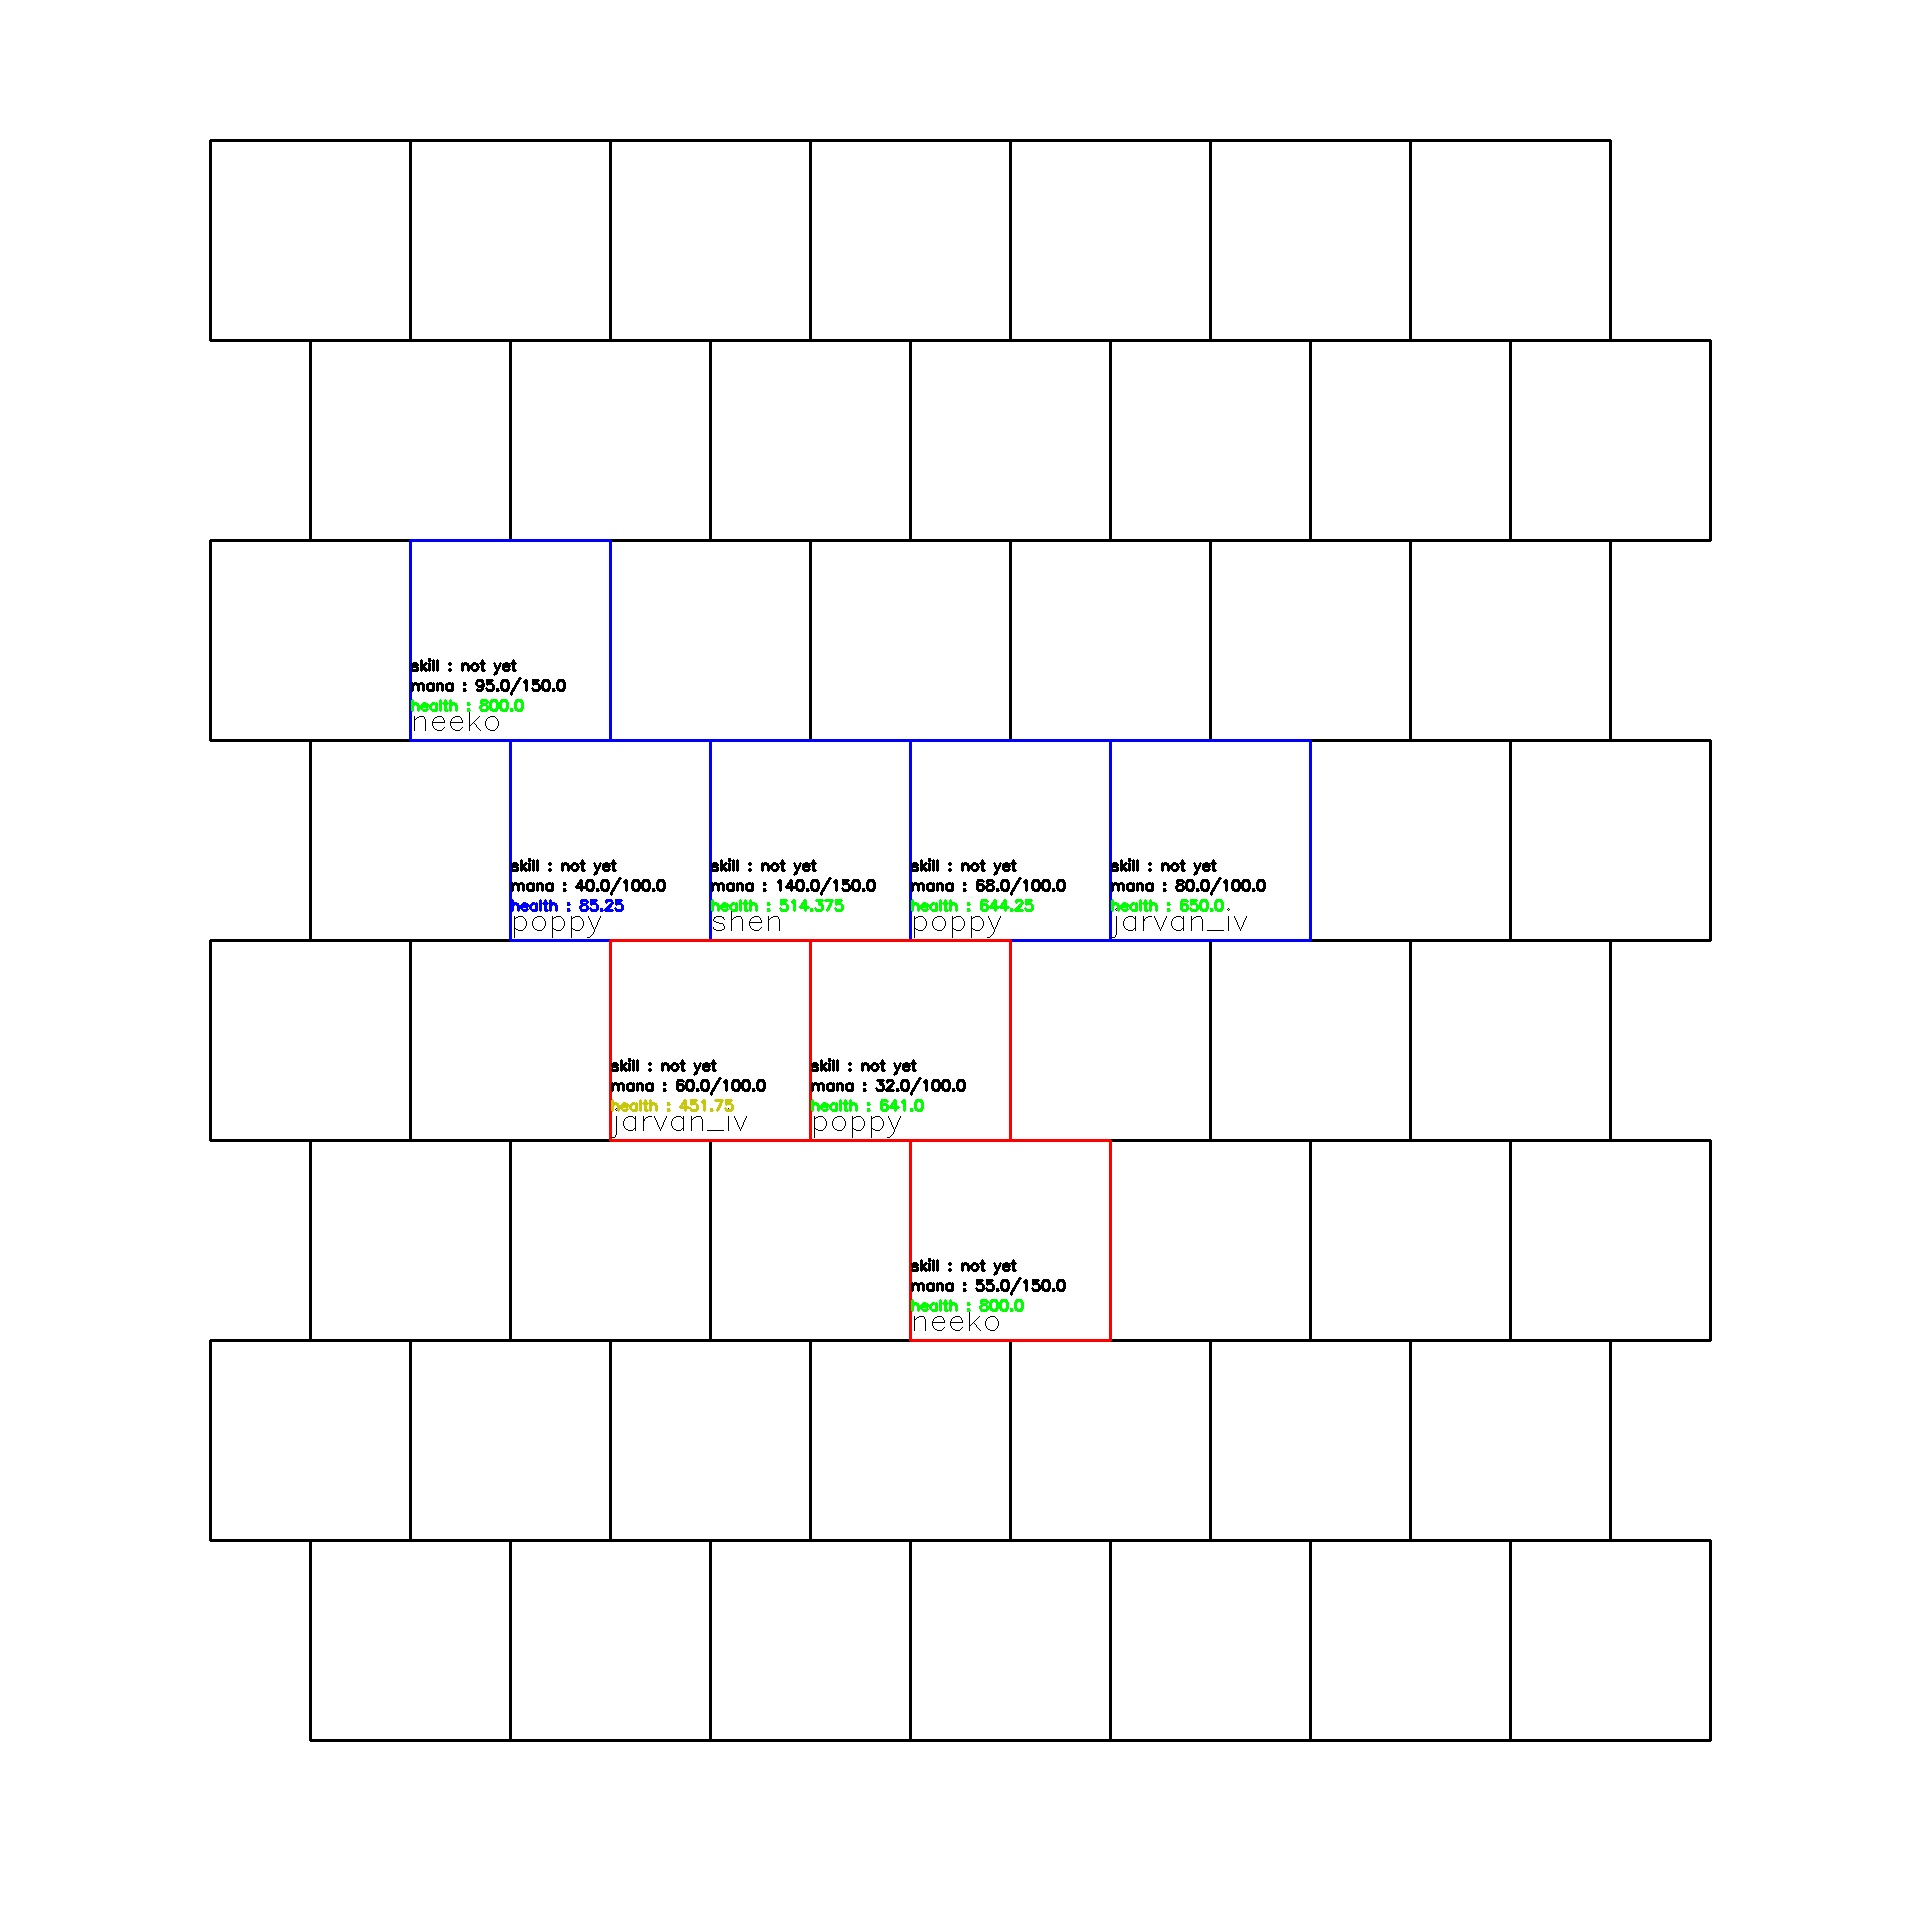 skill : not yet
mana : 95.0/150.0
health : 800.0
neeko
skill : not yet
mana : 40.0/100.0
health : 85.25
poppy
skill : not yet
mana : 140.0/150.0
health : 514.375
shen
skill : not yet
mana : 68.0/100.0
health : 644.25
poppy
skill : not yet
mana : 80.0/100.0
health : 650.0
jarvan_iv
skill : not yet
mana : 60.0/100.0
health : 451.75
jarvan_iv
skill : not yet
mana : 32.0/100.0
health : 641.0
poppy
skill : not yet
mana : 55.0/150.0
health : 800.0
neeko